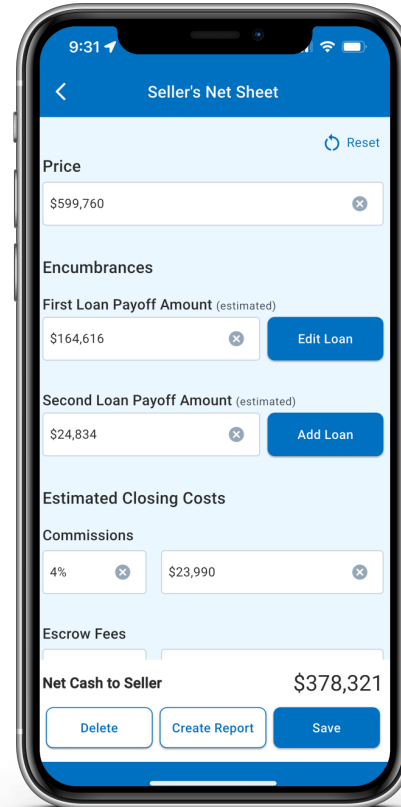 9:31
Seller's Net Sheet
Reset
Price
$599,760
Encumbrances
First Loan Payoff Amount (estimated)
$164,616
Edit Loan
Second Loan Payoff Amount (estimated)
$24,834
Add Loan
Estimated Closing Costs
Commissions
4%
$23,990
Escrow Fees
Net Cash to Seller
$378,321
Delete
Create Report
Save